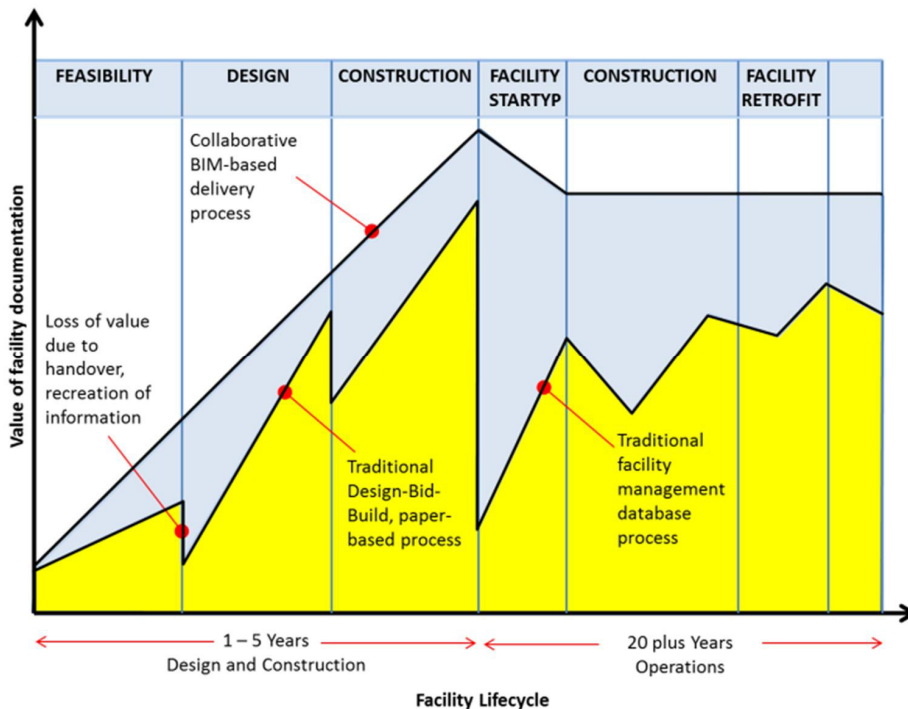 FEASIBILITY
DESIGN
CONSTRUCTION
FACILITY
STARTYP
CONSTRUCTION
FACILITY
RETROFIT
Collaborative
BIM-based
delivery
process
Value of facility documentation
Loss of value
due to
handover,
recreation of
information
Traditional
Design-Bid-
Build, paper-
based process
Traditional
facility
management
database
process
1 – 5 Years
Design and Construction
20 plus Years
Operations
Facility Lifecycle